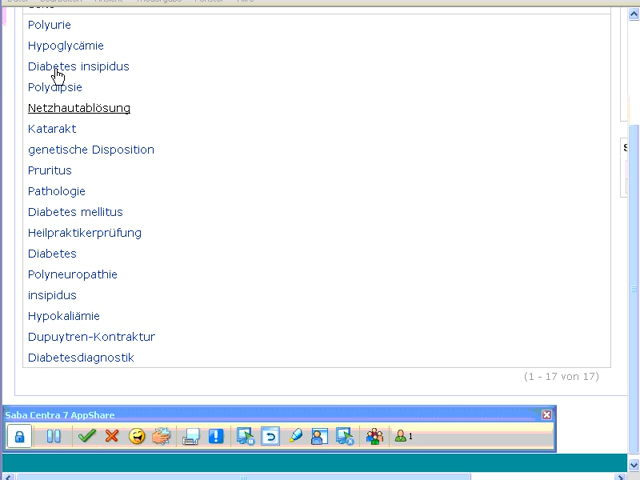 Polyurie
Hypoglycämie
Diabetes insipidus
Polydipsie
Netzhautablösung
Katarakt
genetische Disposition
Pruritus
Pathologie
Diabetes mellitus
Heilpraktikerprüfung
Diabetes
Polyneuropathie
insipidus
Hypokaliämie
Dupuytren-Kontraktur
Diabetesdiagnostik
(1 - 17 von 17)
Saba Centra 7 AppShare
1